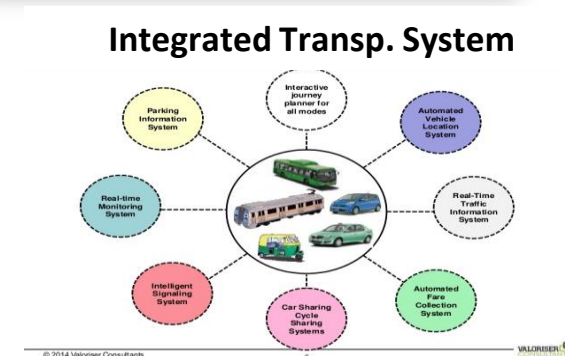 Integrated Transp. System
Interactive
journey
planner for
all modes
Parking
Information
System
Automated
Vehicle
Location
System
Real-time
Monitoring
System
Real-Time
Traffic
Information
System
Intelligent
Signaling
System
Automated
Fare
Collection
System
Car Sharing
Cycle
Sharing
Systems
© 2014 Valoriser Consultants
VALORISER
CONSULTANTS